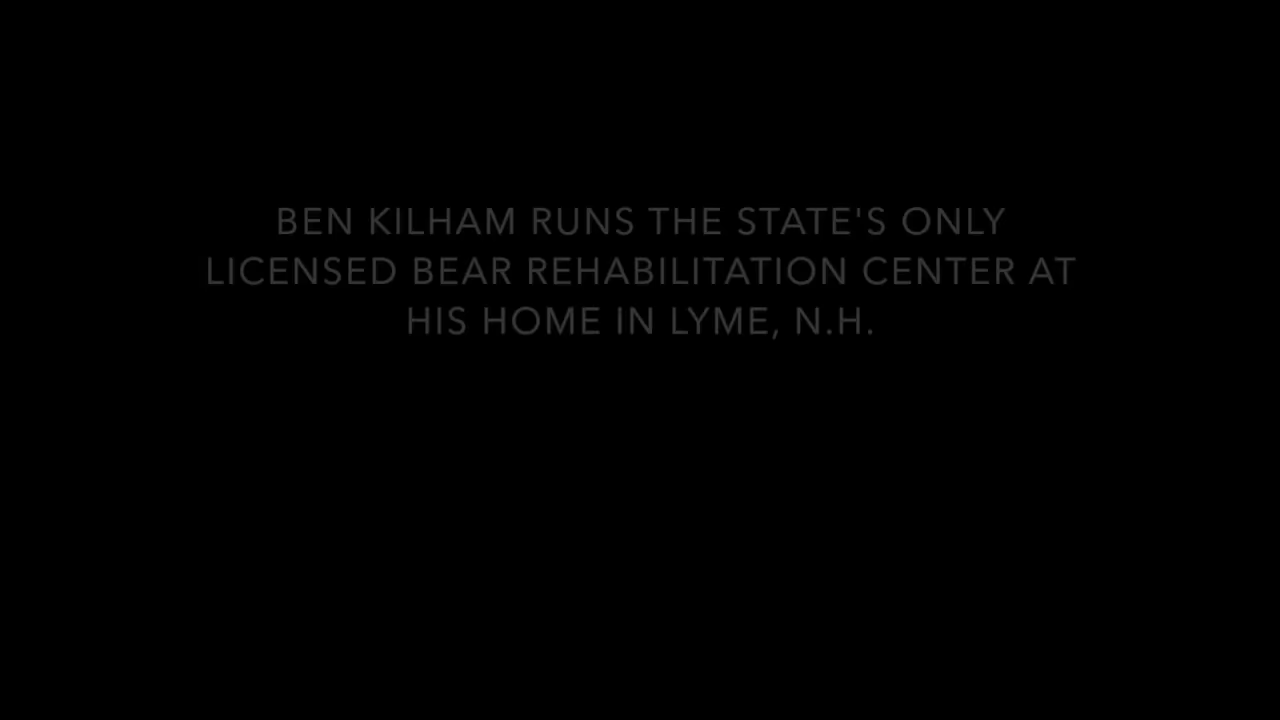 BEN KILHAM RUNS THE STATE'S ONLY
LICENSED BEAR REHABILITATION CENTER AT
HIS HOME IN LYME, N.H.